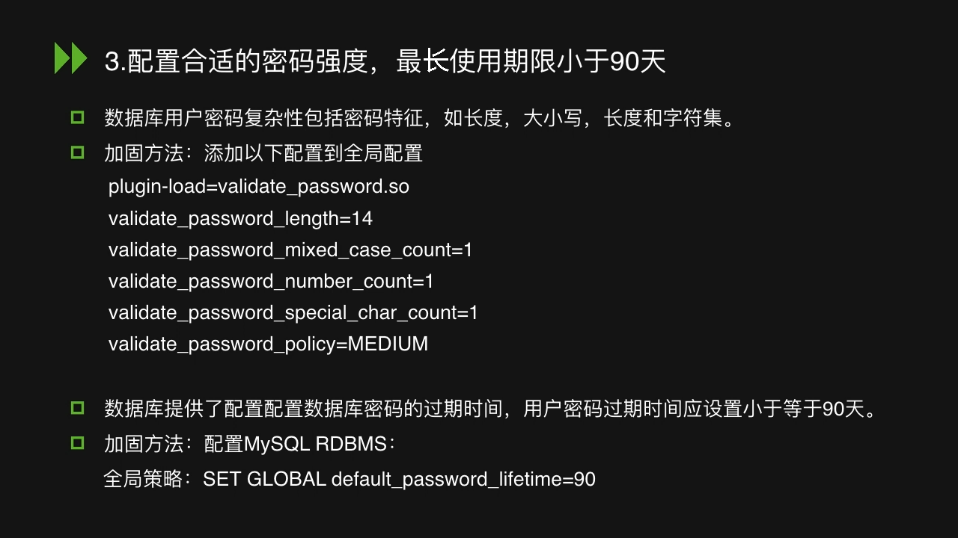 3.配置合适的密码强度，最长使用期限小于90天
数据库用户密码复杂性包括密码特征，如长度，大小写，长度和字符集。
加固方法：添加以下配置到全局配置
plugin-load=validate_password.so
validate_password_length=14
validate_password_mixed_case_count=1
validate_password_number_count=1
validate_password_special_char_count=1
validate_password_policy=MEDIUM
数据库提供了配置配置数据库密码的过期时间，用户密码过期时间应设置小于等于90天。
加固方法：配置MySQL RDBMS：
全局策略：SET GLOBAL default_password_lifetime=90